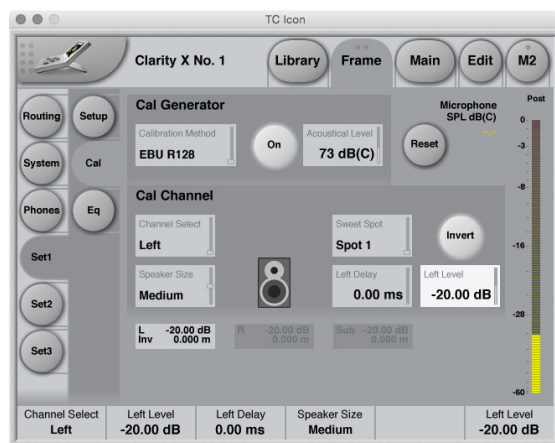 TC Icon
Clarity X
No. 1
Library
Frame
Main
Edit
M2
Routing
Setup
System
Cal
Phones
Eq
Set1
Set2
Set3
Cal Generator
Calibration Method
EBU R128
On
Acoustical Level
73 dB(C)
Microphone
SPL dB(C)
-.-
Reset
Cal Channel
Channel Select
Left
Sweet Spot
Spot 1
Invert
Speaker Size
Medium
Left Delay
0.00 ms
Left Level
-20.00 dB
L -20.00 dB
Inv 0.000 m
R -20.00 dB
0.000 m
Sub -20.00 dB
0.000 m
Post
0
-3
-8
-16
-28
-60
Channel Select
Left
Left Level
-20.00 dB
Left Delay
0.00 ms
Speaker Size
Medium
Left Level
-20.00 dB